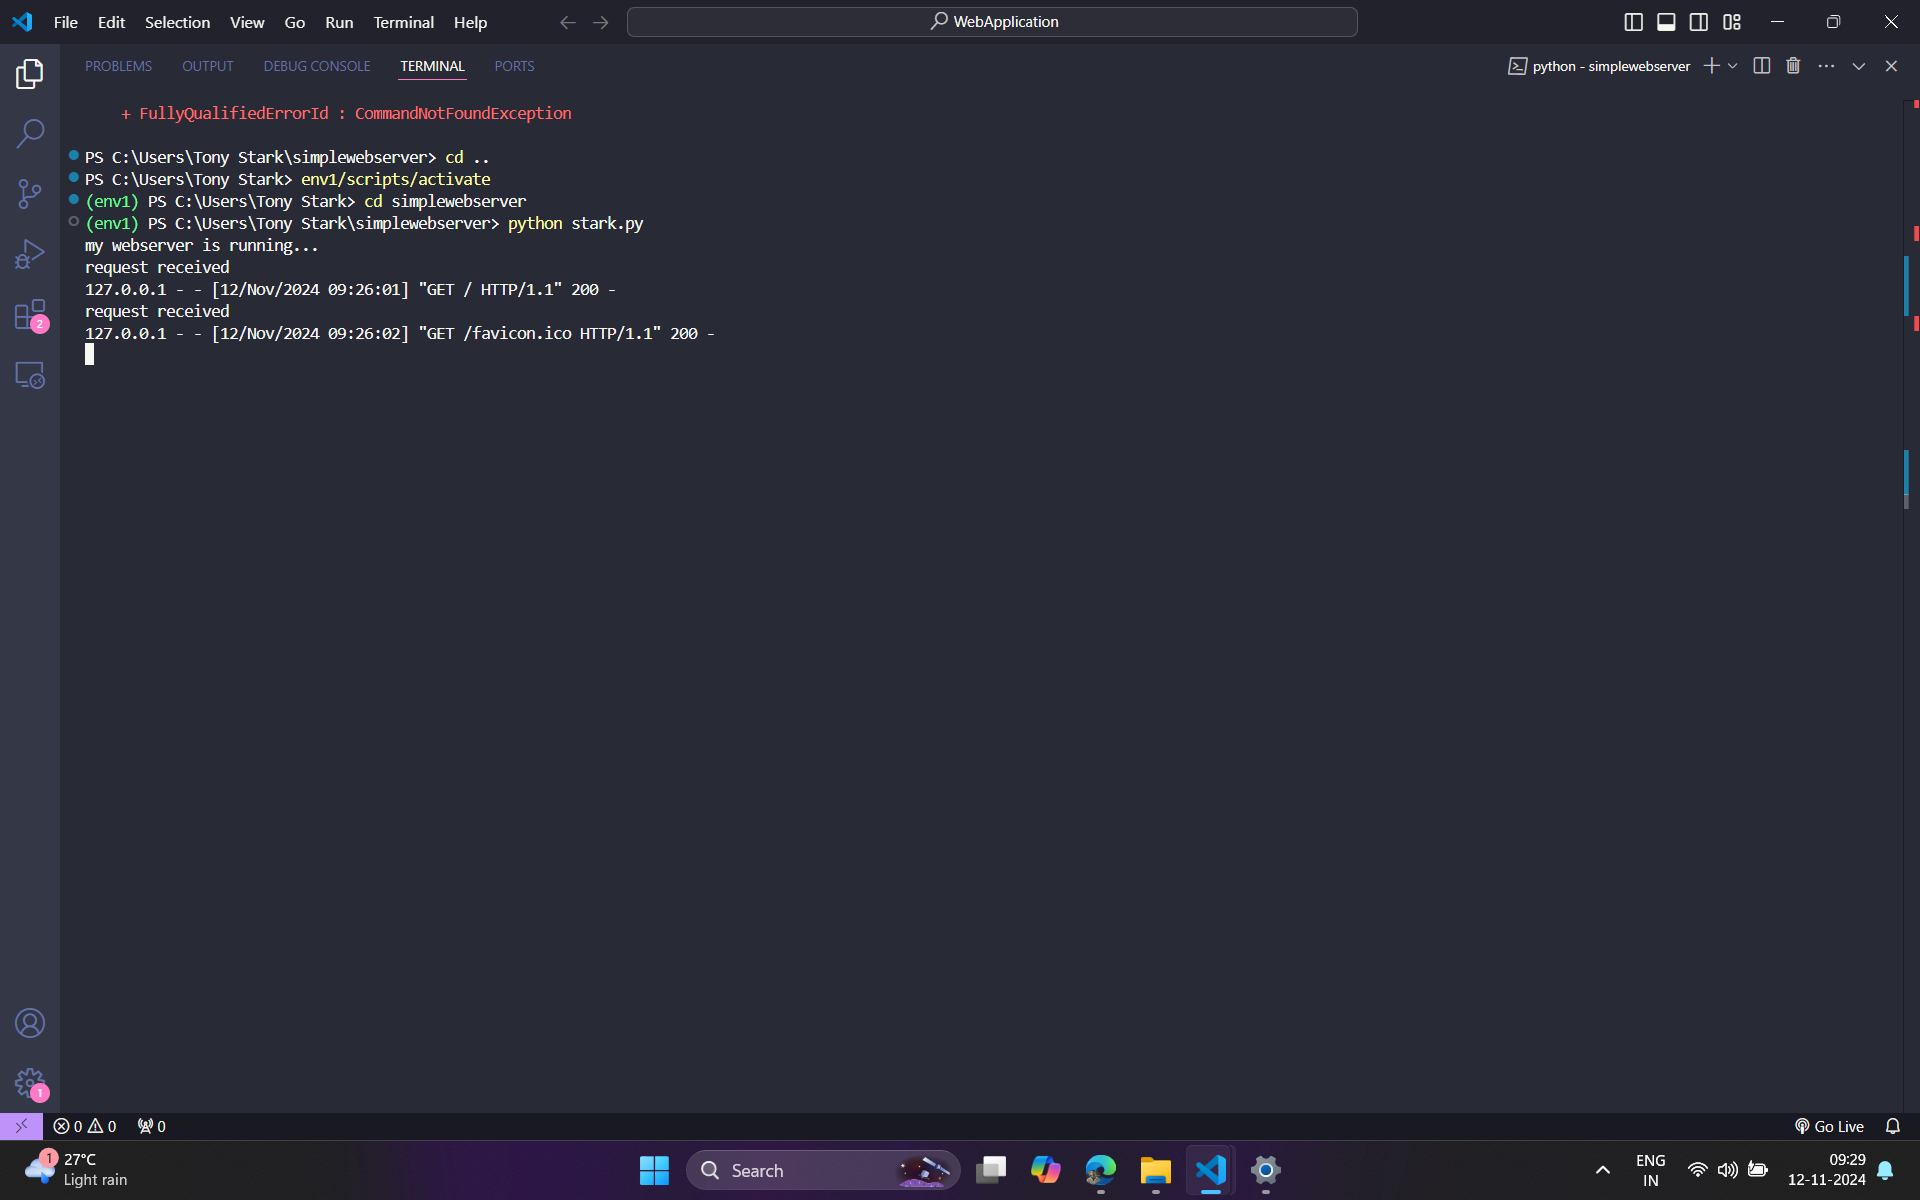 File Edit Selection View Go Run Terminal Help
WebApplication
PROBLEMS OUTPUT DEBUG CONSOLE TERMINAL PORTS
python - simplewebserver
+ FullyQualifiedErrorId : CommandNotFoundException
PS C:\Users\Tony Stark\simplewebserver> cd ..
PS C:\Users\Tony Stark> env1/scripts/activate
(env1) PS C:\Users\Tony Stark> cd simplewebserver
(env1) PS C:\Users\Tony Stark\simplewebserver> python stark.py
my webserver is running...
request received
127.0.0.1 - - [12/Nov/2024 09:26:01] "GET / HTTP/1.1" 200 -
request received
127.0.0.1 - - [12/Nov/2024 09:26:02] "GET /favicon.ico HTTP/1.1" 200 -
2
1
0 0 0
Go Live
1
27°C
Light rain
Search
ENG
IN
09:29
12-11-2024